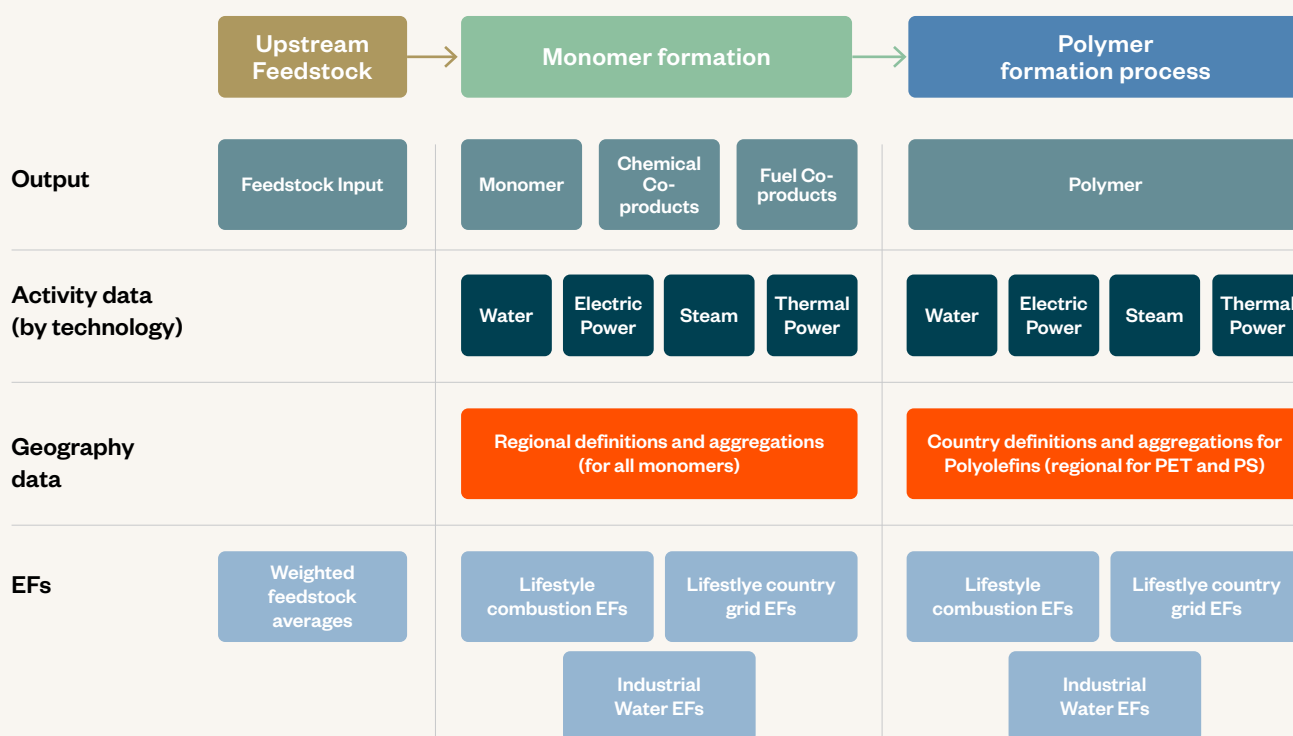 Upstream
Feedstock
Monomer formation
Polymer
formation process
Output
Feedstock Input
Monomer
Chemical
Co-
products
Fuel Co-
products
Polymer
Activity data
(by technology)
Water
Electric
Power
Steam
Thermal
Power
Water
Electric
Power
Steam
Thermal
Power
Geography
data
Regional definitions and aggregations
(for all monomers)
Country definitions and aggregations for
Polyolefins (regional for PET and PS)
EFs
Weighted
feedstock
averages
Lifestyle
combustion EFs
Lifestlye country
grid EFs
Industrial
Water EFs
Lifestyle
combustion EFs
Lifestlye country
grid EFs
Industrial
Water EFs